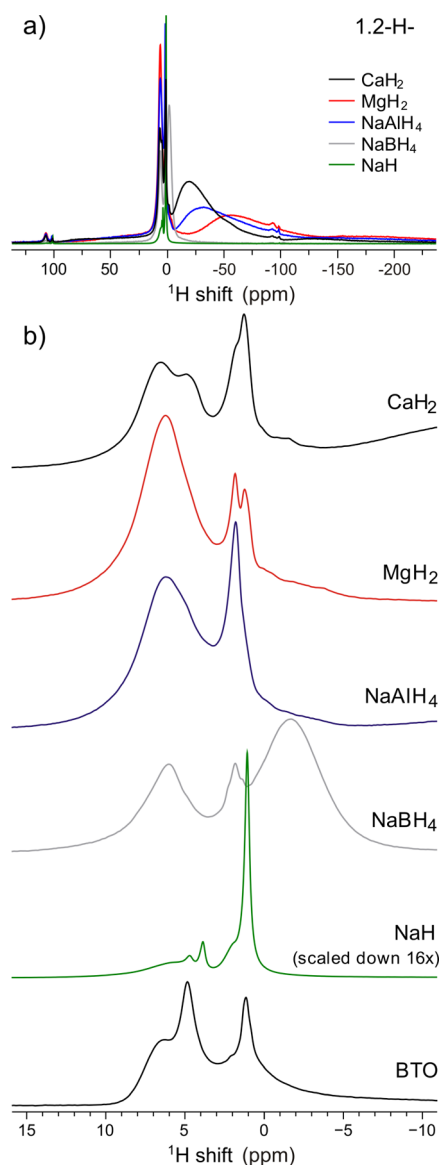 a) 1.2-H-
CaH₂
MgH₂
NaAlH₄
NaBH₄
NaH
100 50 0 -50 -100 -150 -200
¹H shift (ppm)
b)
CaH₂
MgH₂
NaAlH₄
NaBH₄
NaH
(scaled down 16x)
BTO
15 10 5 0 −5 −10
¹H shift (ppm)